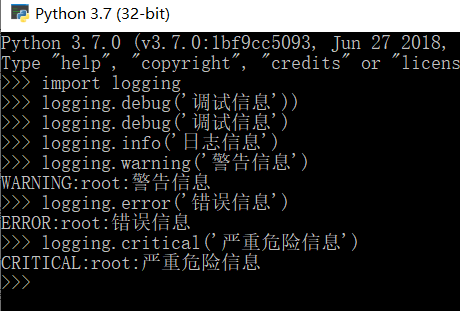 Python 3.7 (32-bit)
Python 3.7.0 (v3.7.0:1bf9cc5093, Jun 27 2018,
Type "help", "copyright", "credits" or "licens
>>> import logging
>>> logging.debug('调试信息'))
>>> logging.debug('调试信息')
>>> logging.info('日志信息')
>>> logging.warning('警告信息')
WARNING:root:警告信息
>>> logging.error('错误信息')
ERROR:root:错误信息
>>> logging.critical('严重危险信息')
CRITICAL:root:严重危险信息
>>>